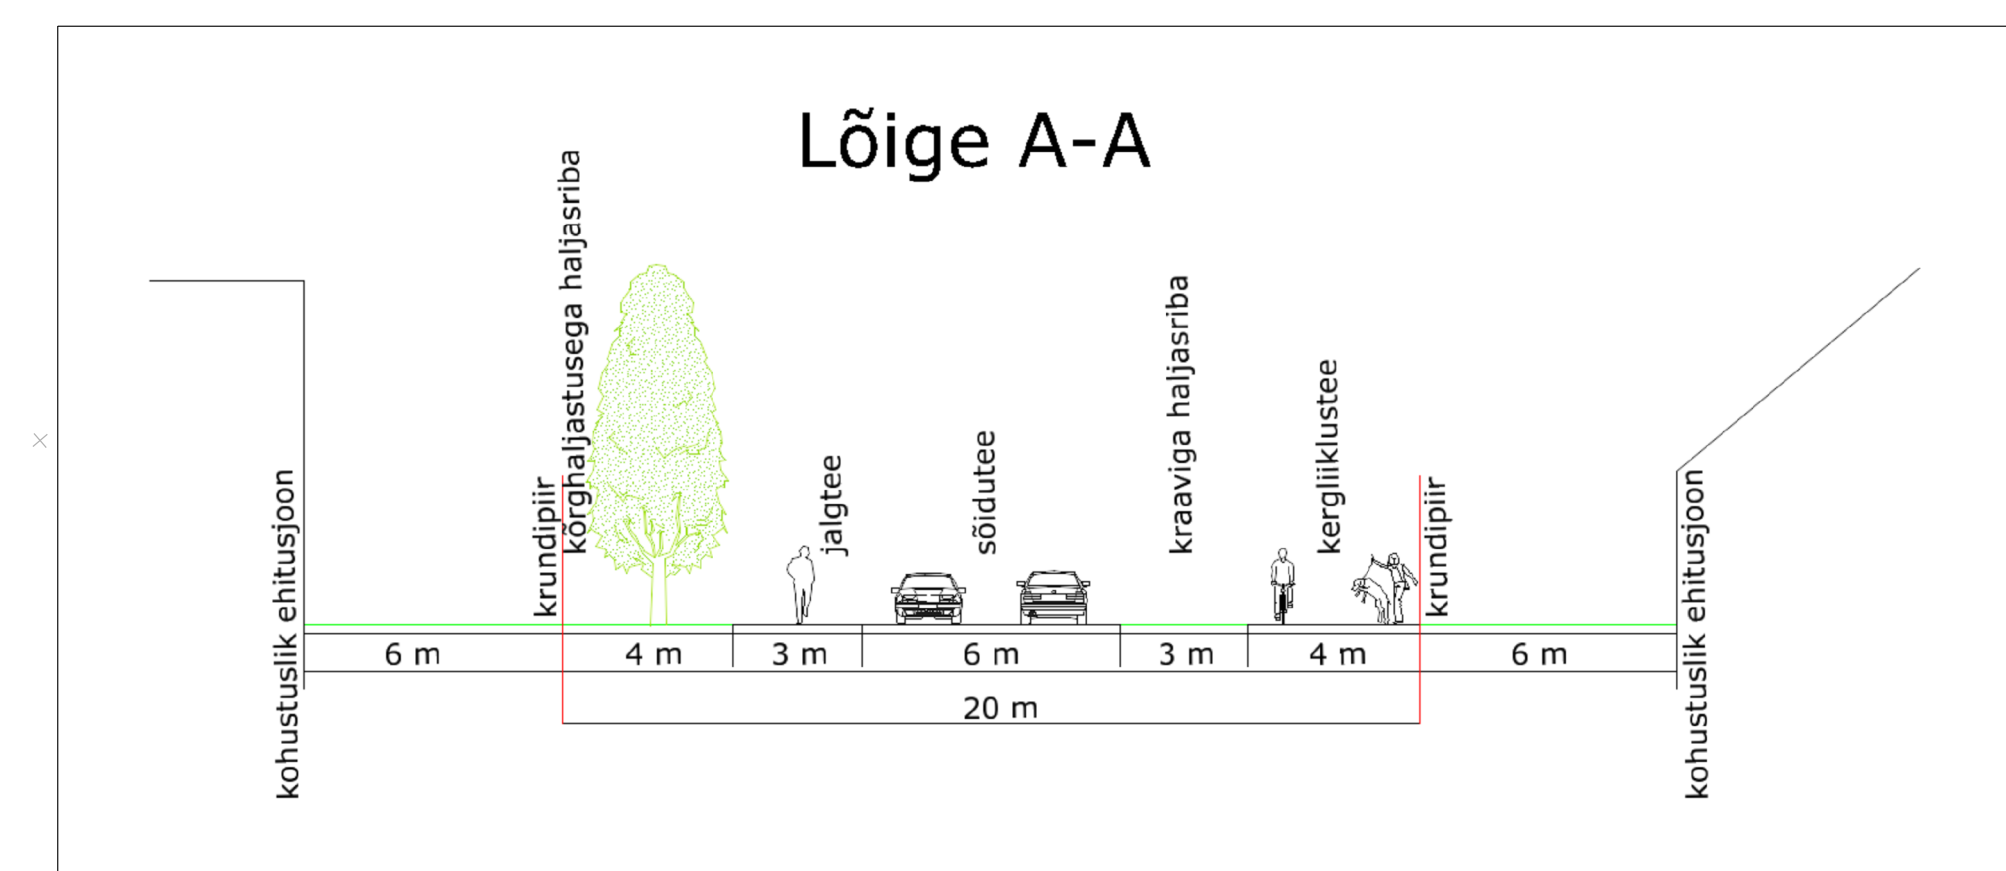 Lõige A-A
kohustuslik ehitusjoon
krundipiir
kõrghaljastusega haljasriba
jalgtee
sõidutee
kraaviga haljasriba
kergliiklustee
krundipiir
kohustuslik ehitusjoon
6 m
4 m
3 m
6 m
3 m
4 m
6 m
20 m